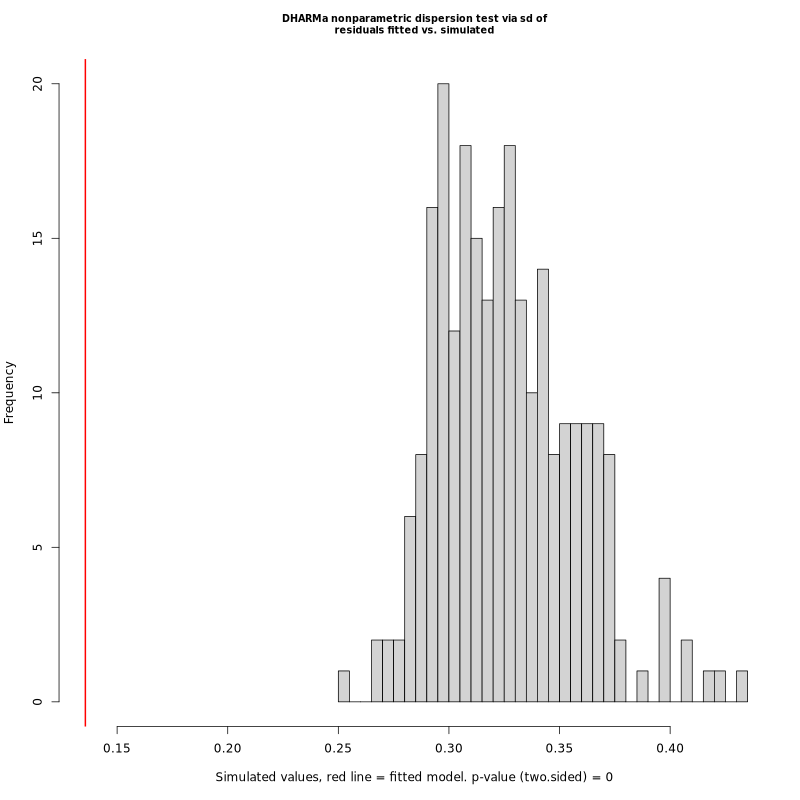 DHARMa nonparametric dispersion test via sd of
residuals fitted vs. simulated
20
15
10
5
0
Frequency
0.15 0.20 0.25 0.30 0.35 0.40
Simulated values, red line = fitted model. p-value (two.sided) = 0